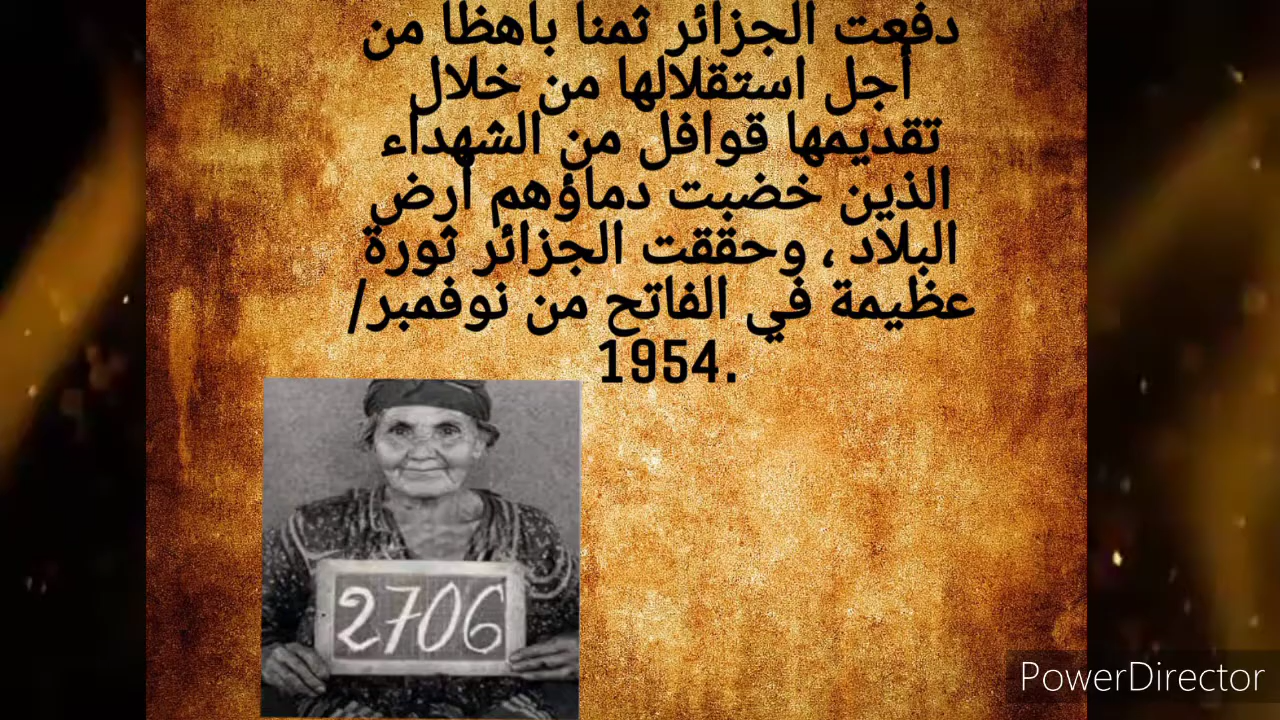 دفعت الجزائر ثمنا باهظا من
أجل استقلالها من خلال
تقديمها قوافل من الشهداء
الذين خضبت دماؤهم أرض
البلاد ، وحققت الجزائر ثورة
عظيمة في الفاتح من نوفمبر/
1954.
2706
PowerDirector